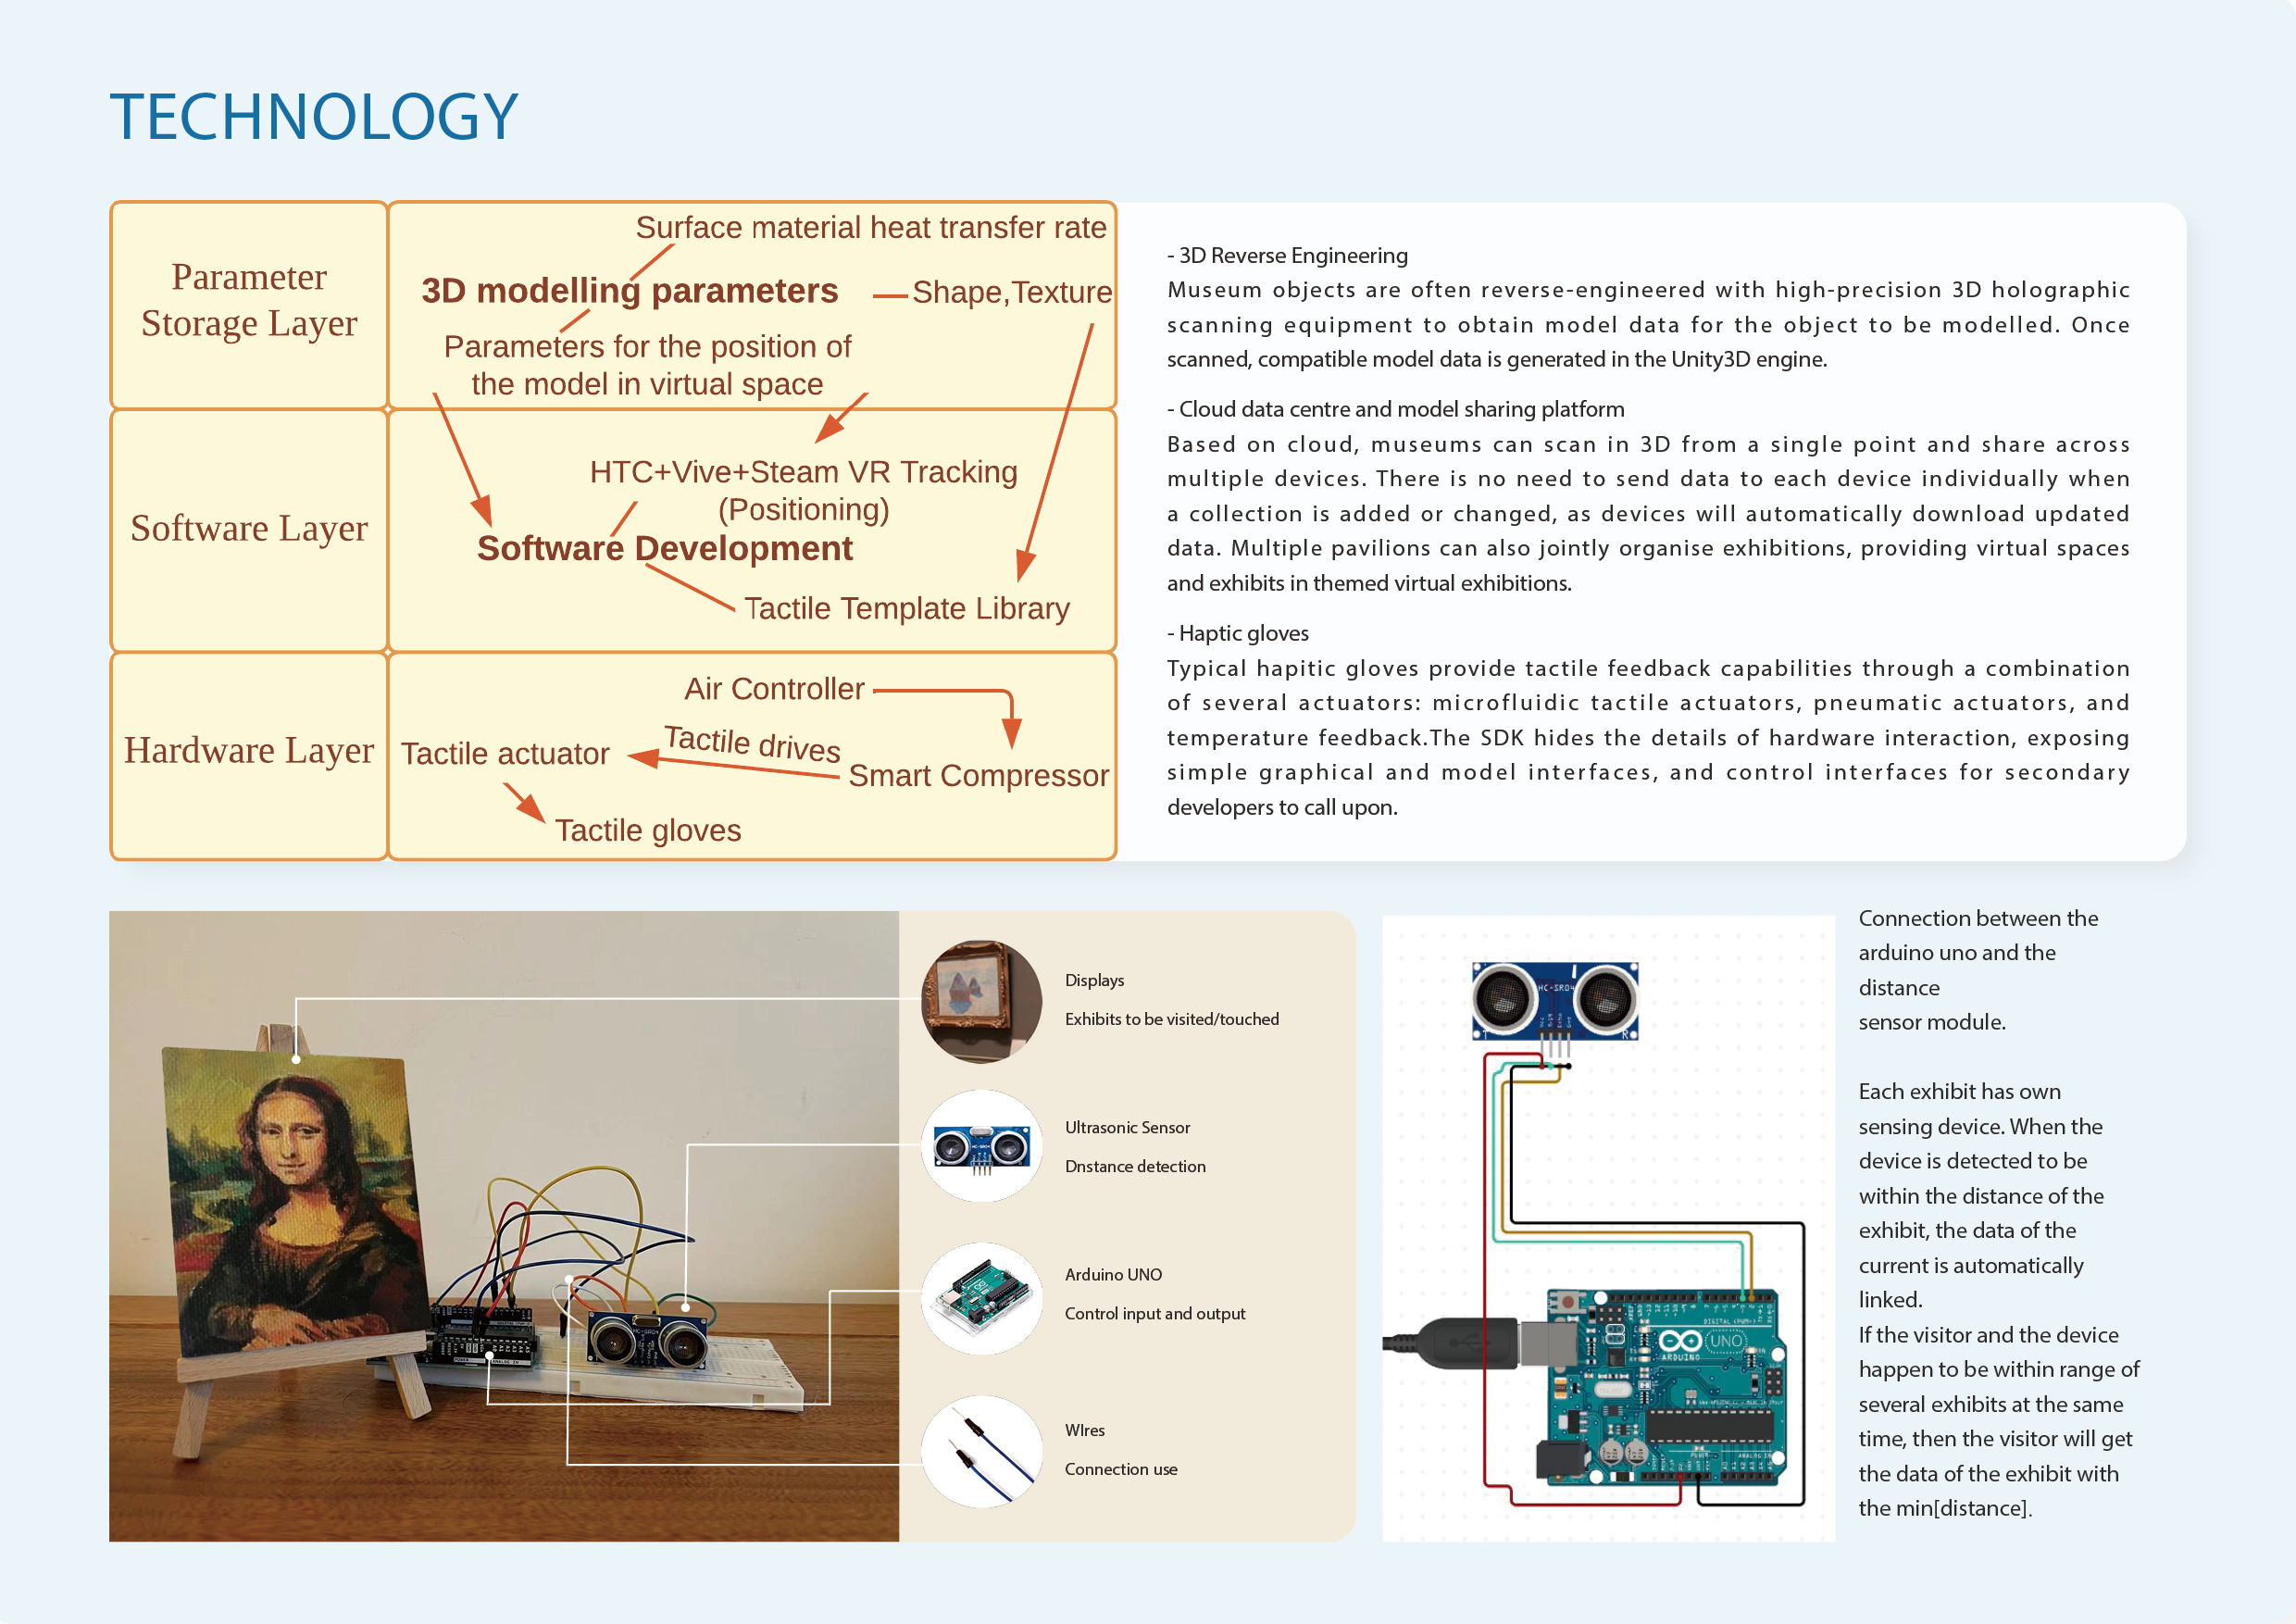 TECHNOLOGY
Parameter
Storage Layer
Surface material heat transfer rate
3D modelling parameters
Shape,Texture
Parameters for the position of
the model in virtual space
Software Layer
HTC+Vive+Steam VR Tracking
(Positioning)
Software Development
Tactile Template Library
Hardware Layer
Air Controller
Tactile drives
Tactile actuator
Smart Compressor
Tactile gloves
- 3D Reverse Engineering
Museum objects are often reverse-engineered with high-precision 3D holographic
scanning equipment to obtain model data for the object to be modelled. Once
scanned, compatible model data is generated in the Unity3D engine.
- Cloud data centre and model sharing platform
Based on cloud, museums can scan in 3D from a single point and share across
multiple devices. There is no need to send data to each device individually when
a collection is added or changed, as devices will automatically download updated
data. Multiple pavilions can also jointly organise exhibitions, providing virtual spaces
and exhibits in themed virtual exhibitions.
- Haptic gloves
Typical hapitic gloves provide tactile feedback capabilities through a combination
of several actuators: microfluidic tactile actuators, pneumatic actuators, and
temperature feedback.The SDK hides the details of hardware interaction, exposing
simple graphical and model interfaces, and control interfaces for secondary
developers to call upon.
HC-SR04
POWER
ANALOG IN
Displays
Exhibits to be visited/touched
Ultrasonic Sensor
Dnstance detection
Arduino UNO
Control input and output
WIres
Connection use
HC-SR04
Vcc
Trig
Echo
Gnd
T
R
DIGITAL (PWM~)
UNO
ARDUINO
POWER
ANALOG IN
Connection between the
arduino uno and the
distance
sensor module.
Each exhibit has own
sensing device. When the
device is detected to be
within the distance of the
exhibit, the data of the
current is automatically
linked.
If the visitor and the device
happen to be within range of
several exhibits at the same
time, then the visitor will get
the data of the exhibit with
the min[distance].